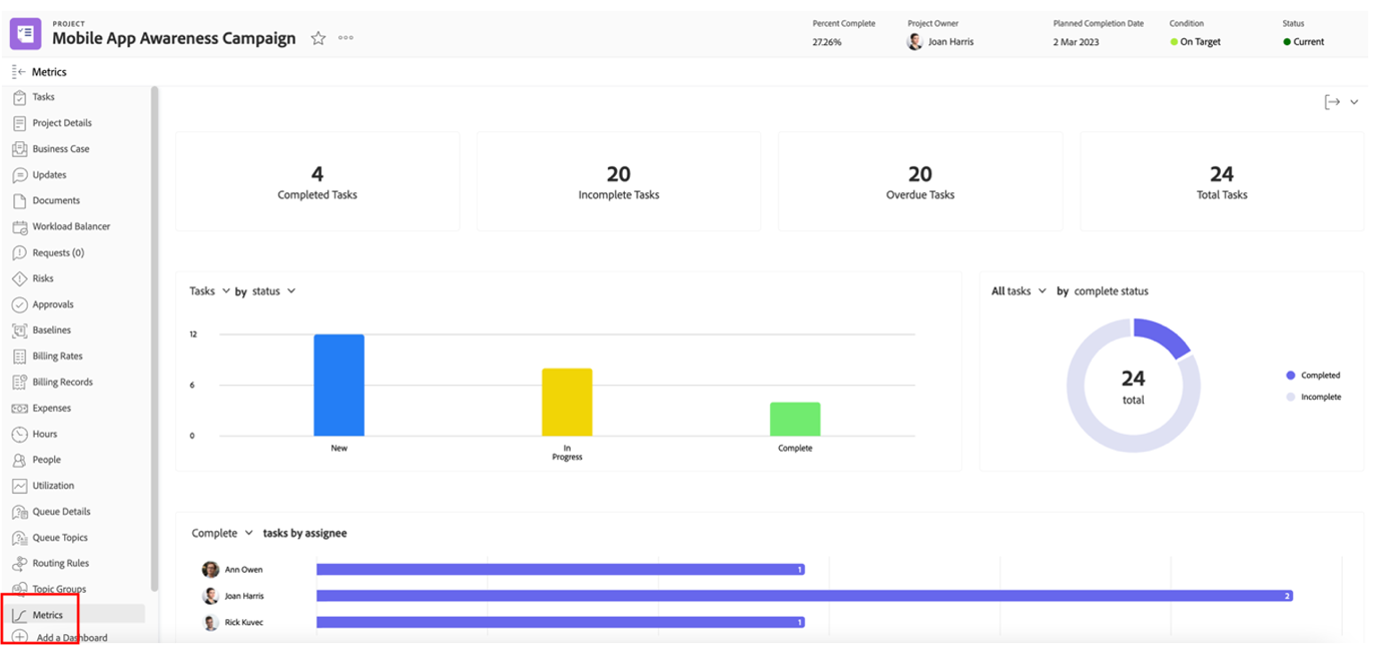 PROJECT
Mobile App Awareness Campaign
Percent Complete
27.26%
Project Owner
Joan Harris
Planned Completion Date
2 Mar 2023
Condition
On Target
Status
Current
Metrics
Tasks
Project Details
Business Case
Updates
Documents
Workload Balancer
Requests (0)
Risks
Approvals
Baselines
Billing Rates
Billing Records
Expenses
Hours
People
Utilization
Queue Details
Queue Topics
Routing Rules
Topic Groups
Metrics
Add a Dashboard
4
Completed Tasks
20
Incomplete Tasks
20
Overdue Tasks
24
Total Tasks
Tasks by status
12
6
0
New
In
Progress
Complete
All tasks by complete status
24
total
Completed
Incomplete
Complete tasks by assignee
Ann Owen 1
Joan Harris 2
Rick Kuvec 1